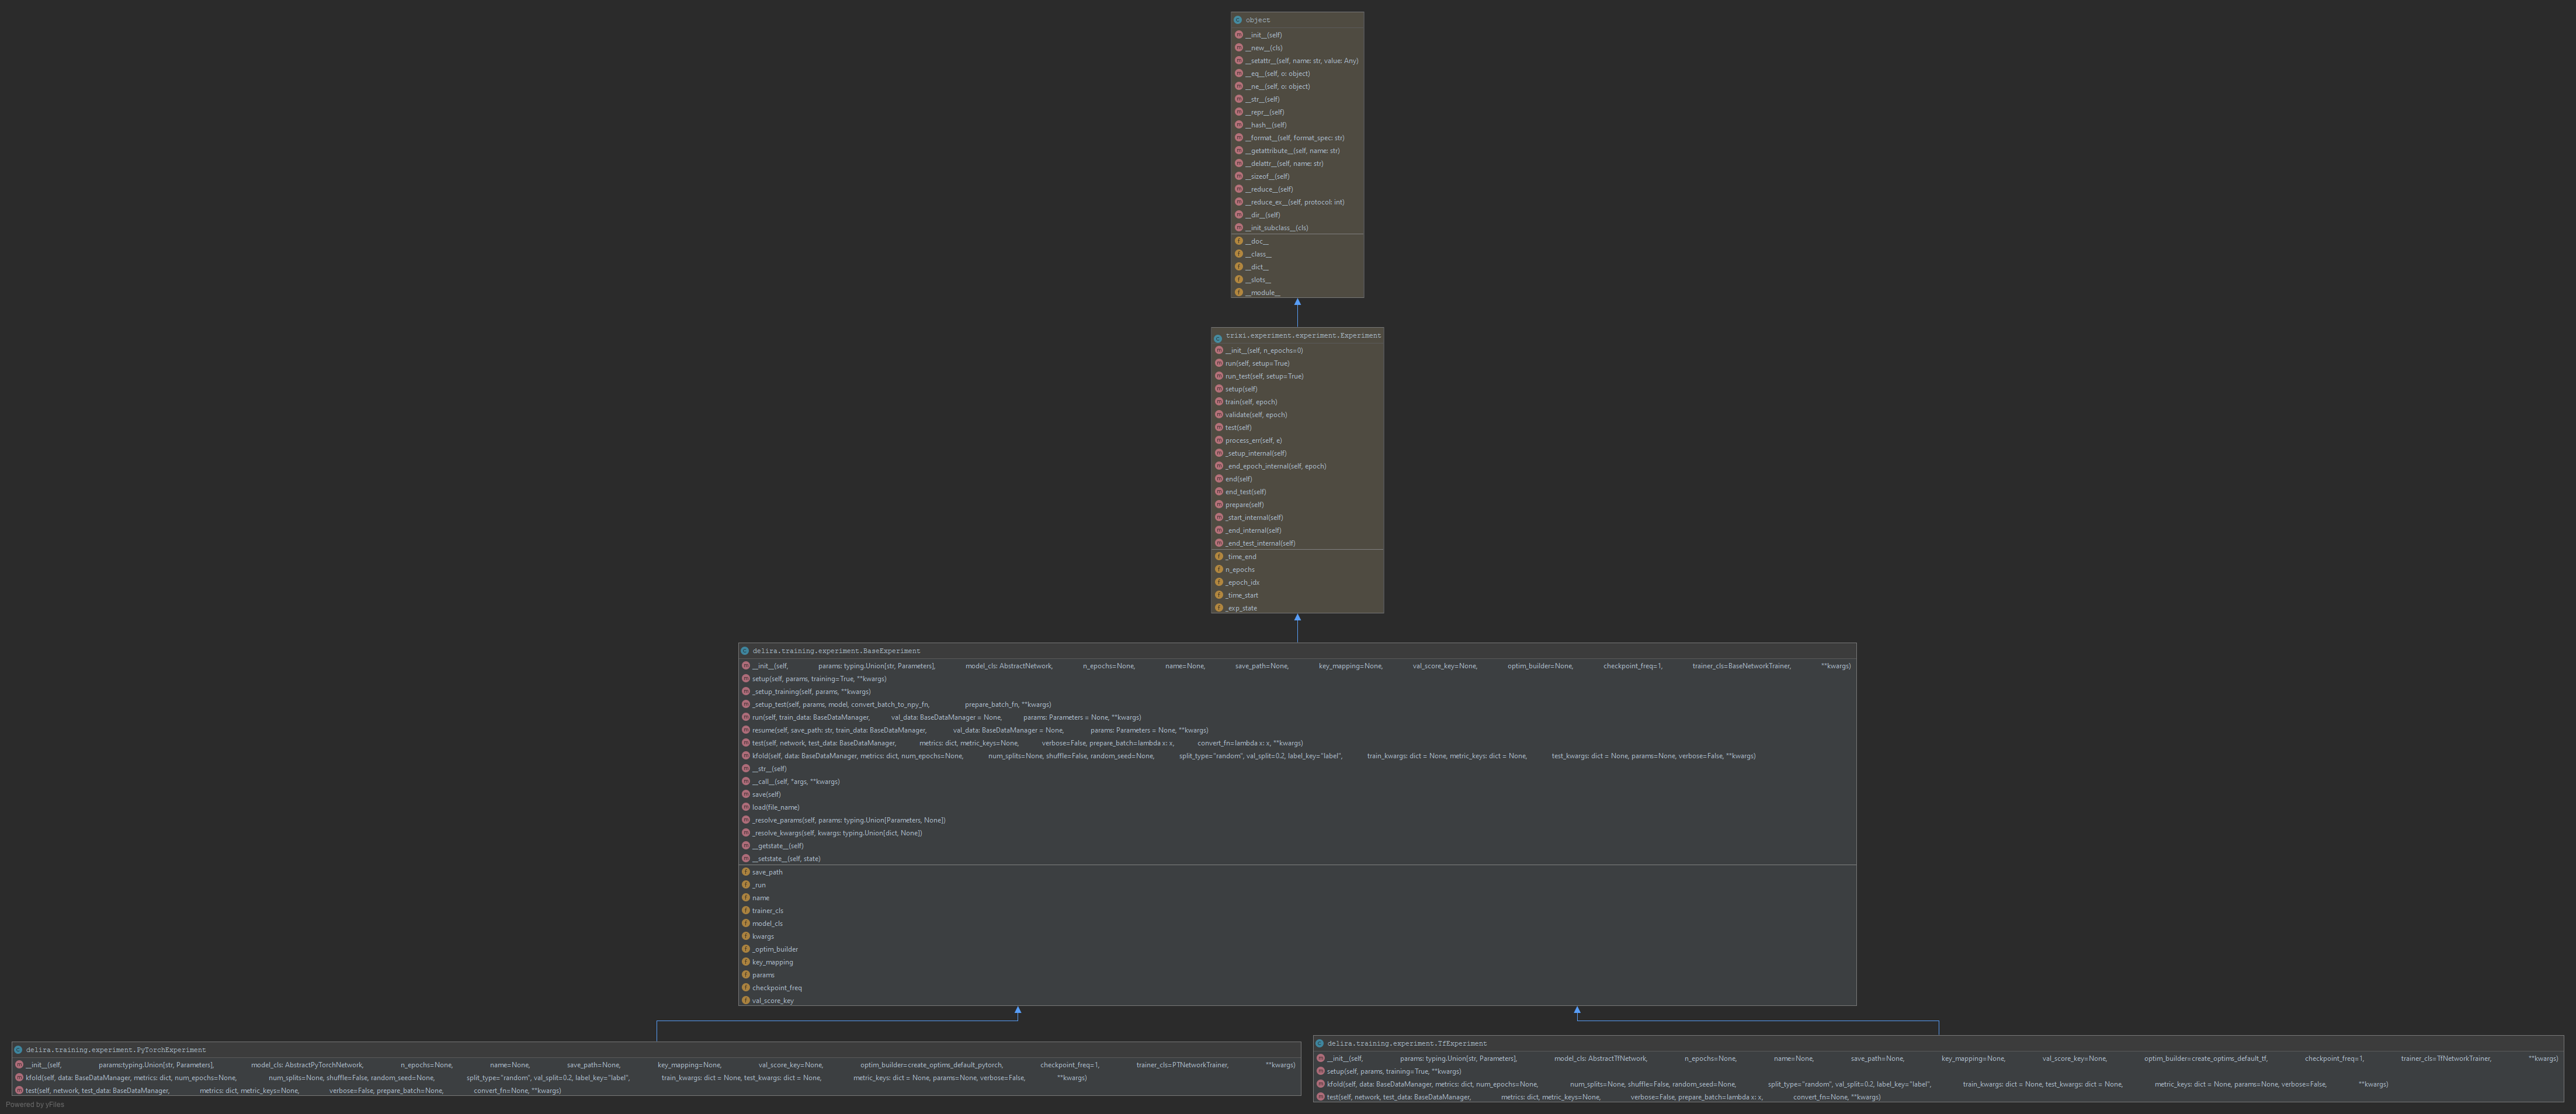 object
__init__(self)
__new__(cls)
__setattr__(self, name: str, value: Any)
__eq__(self, o: object)
__ne__(self, o: object)
__str__(self)
__repr__(self)
__hash__(self)
__format__(self, format_spec: str)
__getattribute__(self, name: str)
__delattr__(self, name: str)
__sizeof__(self)
__reduce__(self)
__reduce_ex__(self, protocol: int)
__dir__(self)
__init_subclass__(cls)
__doc__
__class__
__dict__
__slots__
__module__
trixi.experiment.experiment.Experiment
__init__(self, n_epochs=0)
run(self, setup=True)
run_test(self, setup=True)
setup(self)
train(self, epoch)
validate(self, epoch)
test(self)
process_err(self, e)
_setup_internal(self)
_end_epoch_internal(self, epoch)
end(self)
end_test(self)
prepare(self)
_start_internal(self)
_end_internal(self)
_end_test_internal(self)
_time_end
n_epochs
_epoch_idx
_time_start
_exp_state
delira.training.experiment.BaseExperiment
__init__(self, params: typing.Union[str, Parameters], model_cls: AbstractNetwork, n_epochs=None, name=None, save_path=None, key_mapping=None, val_score_key=None, optim_builder=None, checkpoint_freq=1, trainer_cls=BaseNetworkTrainer, **kwargs)
setup(self, params, training=True, **kwargs)
_setup_training(self, params, **kwargs)
_setup_test(self, params, model, convert_batch_to_npy_fn, prepare_batch_fn, **kwargs)
run(self, train_data: BaseDataManager, val_data: BaseDataManager = None, params: Parameters = None, **kwargs)
resume(self, save_path: str, train_data: BaseDataManager, val_data: BaseDataManager = None, params: Parameters = None, **kwargs)
test(self, network, test_data: BaseDataManager, metrics: dict, metric_keys=None, verbose=False, prepare_batch=lambda x: x, convert_fn=lambda x: x, **kwargs)
kfold(self, data: BaseDataManager, metrics: dict, num_epochs=None, num_splits=None, shuffle=False, random_seed=None, split_type="random", val_split=0.2, label_key="label", train_kwargs: dict = None, metric_keys: dict = None, test_kwargs: dict = None, params=None, verbose=False, **kwargs)
__str__(self)
__call__(self, *args, **kwargs)
save(self)
load(file_name)
_resolve_params(self, params: typing.Union[Parameters, None])
_resolve_kwargs(self, kwargs: typing.Union[dict, None])
__getstate__(self)
__setstate__(self, state)
save_path
_run
name
trainer_cls
model_cls
kwargs
_optim_builder
key_mapping
params
checkpoint_freq
val_score_key
delira.training.experiment.PyTorchExperiment
__init__(self, params:typing.Union[str, Parameters], model_cls: AbstractPyTorchNetwork, n_epochs=None, name=None, save_path=None, key_mapping=None, val_score_key=None, optim_builder=create_optims_default_pytorch, checkpoint_freq=1, trainer_cls=PTNetworkTrainer, **kwargs)
kfold(self, data: BaseDataManager, metrics: dict, num_epochs=None, num_splits=None, shuffle=False, random_seed=None, split_type="random", val_split=0.2, label_key="label", train_kwargs: dict = None, test_kwargs: dict = None, metric_keys: dict = None, params=None, verbose=False, **kwargs)
test(self, network, test_data: BaseDataManager, metrics: dict, metric_keys=None, verbose=False, prepare_batch=None, convert_fn=None, **kwargs)
delira.training.experiment.TfExperiment
__init__(self, params: typing.Union[str, Parameters], model_cls: AbstractTfNetwork, n_epochs=None, name=None, save_path=None, key_mapping=None, val_score_key=None, optim_builder=create_optims_default_tf, checkpoint_freq=1, trainer_cls=TfNetworkTrainer, **kwargs)
setup(self, params, training=True, **kwargs)
kfold(self, data: BaseDataManager, metrics: dict, num_epochs=None, num_splits=None, shuffle=False, random_seed=None, split_type="random", val_split=0.2, label_key="label", train_kwargs: dict = None, test_kwargs: dict = None, metric_keys: dict = None, params=None, verbose=False, **kwargs)
test(self, network, test_data: BaseDataManager, metrics: dict, metric_keys=None, verbose=False, prepare_batch=lambda x: x, convert_fn=None, **kwargs)
Powered by yFiles